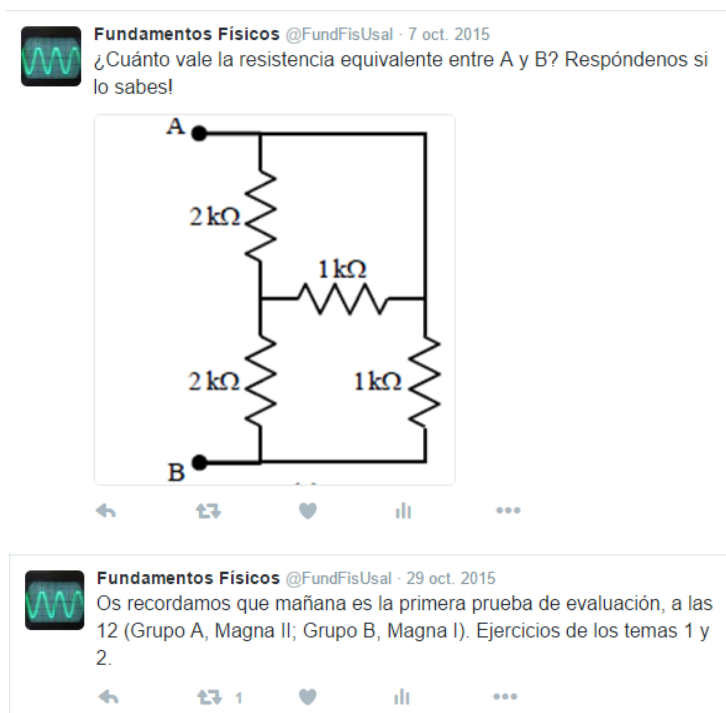 Fundamentos Físicos @FundFisUsal · 7 oct. 2015
¿Cuánto vale la resistencia equivalente entre A y B? Respóndenos si
lo sabes!
A
2 kΩ
1 kΩ
2 kΩ
1 kΩ
B
Fundamentos Físicos @FundFisUsal · 29 oct. 2015
Os recordamos que mañana es la primera prueba de evaluación, a las
12 (Grupo A, Magna II; Grupo B, Magna I). Ejercicios de los temas 1 y
2.
1